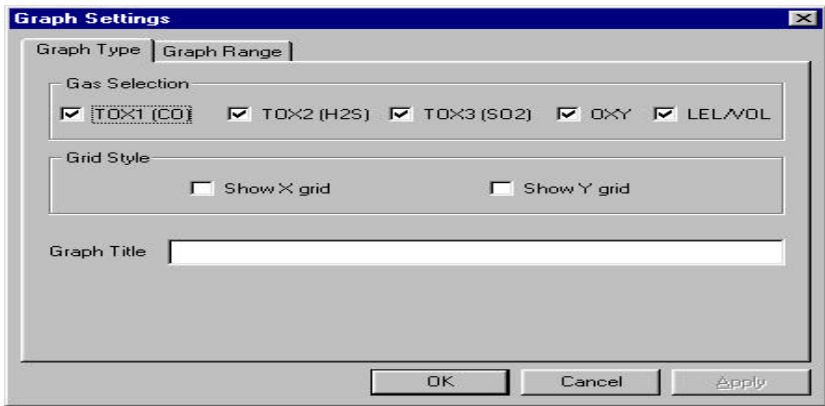 Graph Settings
Graph Type Graph Range
Gas Selection
TOX1 (CO) TOX2 (H2S) TOX3 (SO2) OXY LEL/VOL
Grid Style
Show X grid Show Y grid
Graph Title
OK Cancel Apply